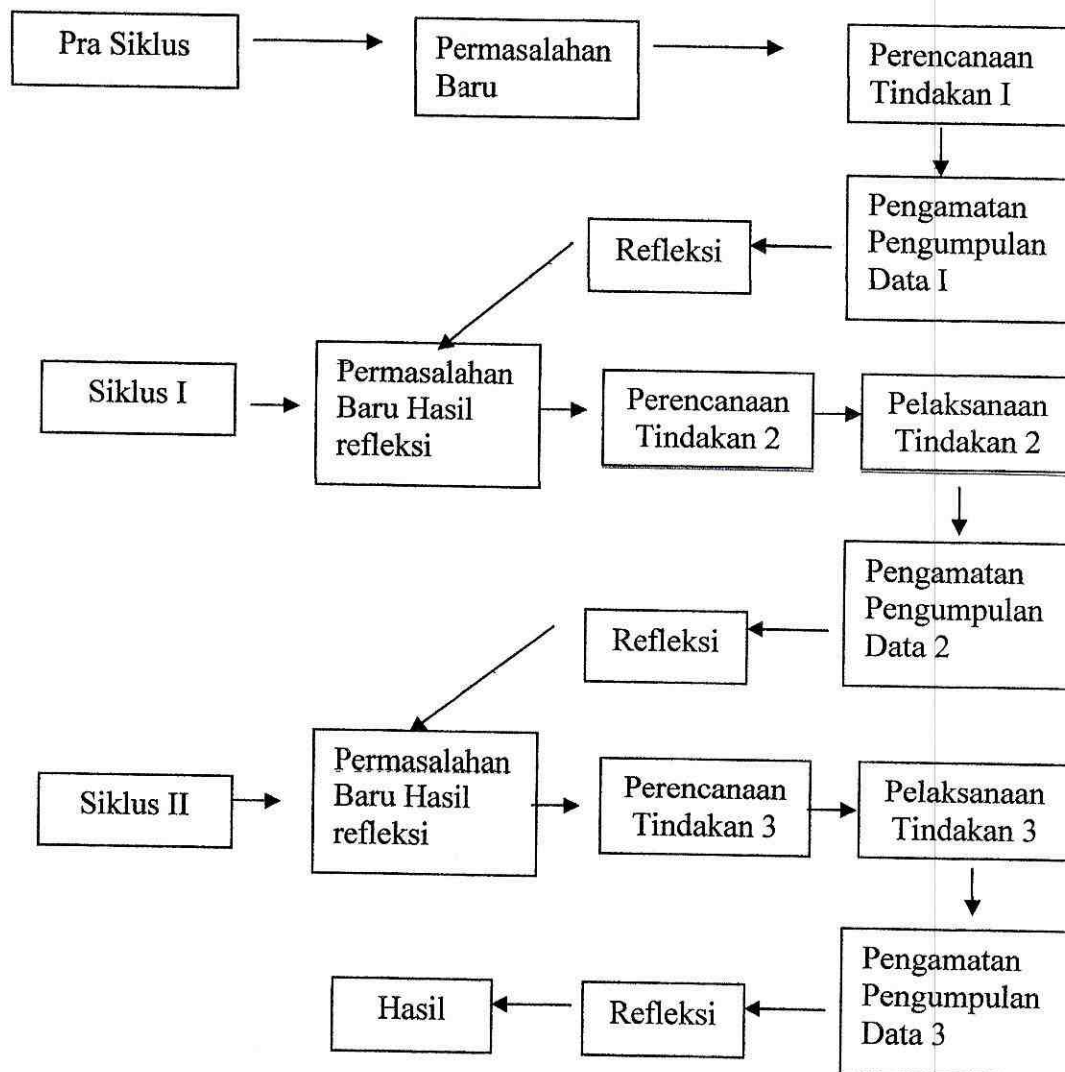 Pra Siklus
Permasalahan
Baru
Perencanaan
Tindakan I
Pengamatan
Pengumpulan
Data I
Refleksi
Siklus I
Permasalahan
Baru Hasil
refleksi
Perencanaan
Tindakan 2
Pelaksanaan
Tindakan 2
Pengamatan
Pengumpulan
Data 2
Refleksi
Siklus II
Permasalahan
Baru Hasil
refleksi
Perencanaan
Tindakan 3
Pelaksanaan
Tindakan 3
Pengamatan
Pengumpulan
Data 3
Refleksi
Hasil